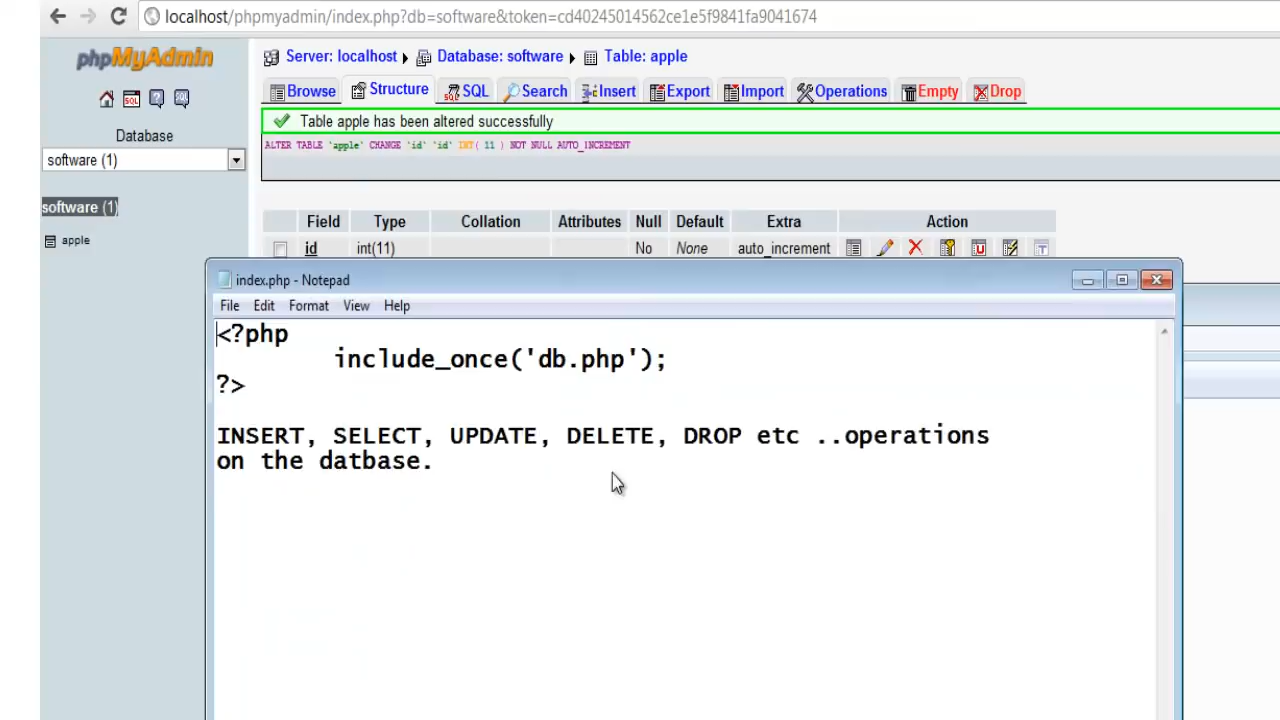 localhost/phpmyadmin/index.php?db=software&token=cd40245014562ce1e5f9841fa9041674
phpMyAdmin
Server: localhost Database: software Table: apple
Browse Structure SQL Search Insert Export Import Operations Empty Drop
SQL
Database
Table apple has been altered successfully
ALTER TABLE `apple` CHANGE `id` `id` INT( 11 ) NOT NULL AUTO_INCREMENT
software (1)
software (1)
apple
Field Type Collation Attributes Null Default Extra Action
id int(11) No None auto_increment
index.php - Notepad
File Edit Format View Help
<?php
include_once('db.php');
?>
INSERT, SELECT, UPDATE, DELETE, DROP etc ..operations
on the datbase.